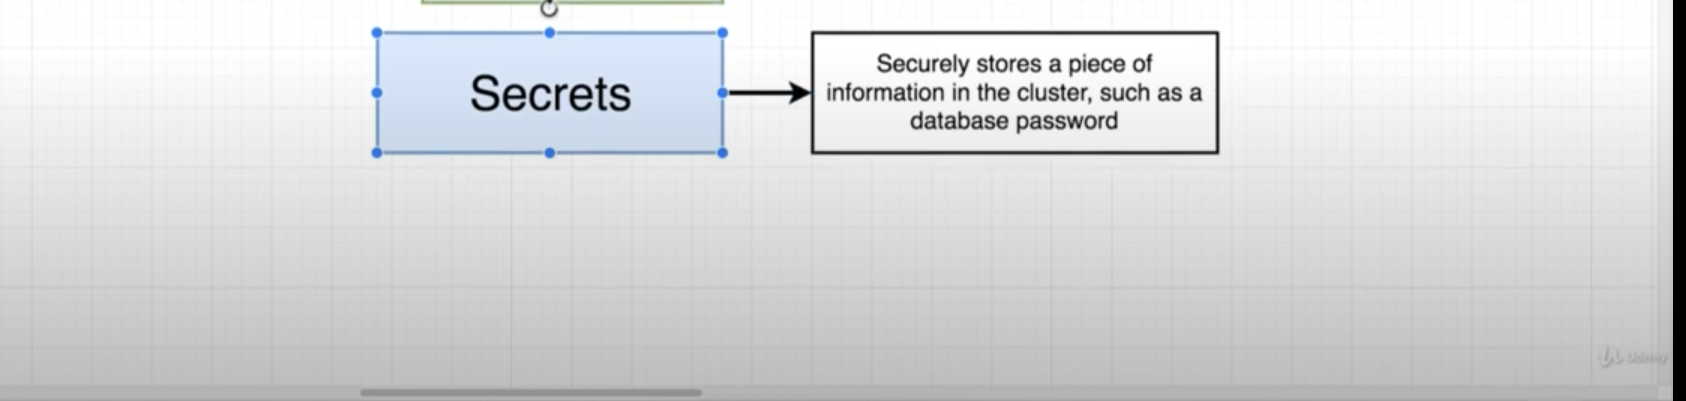 Secrets
Securely stores a piece of
information in the cluster, such as a
database password
Udemy